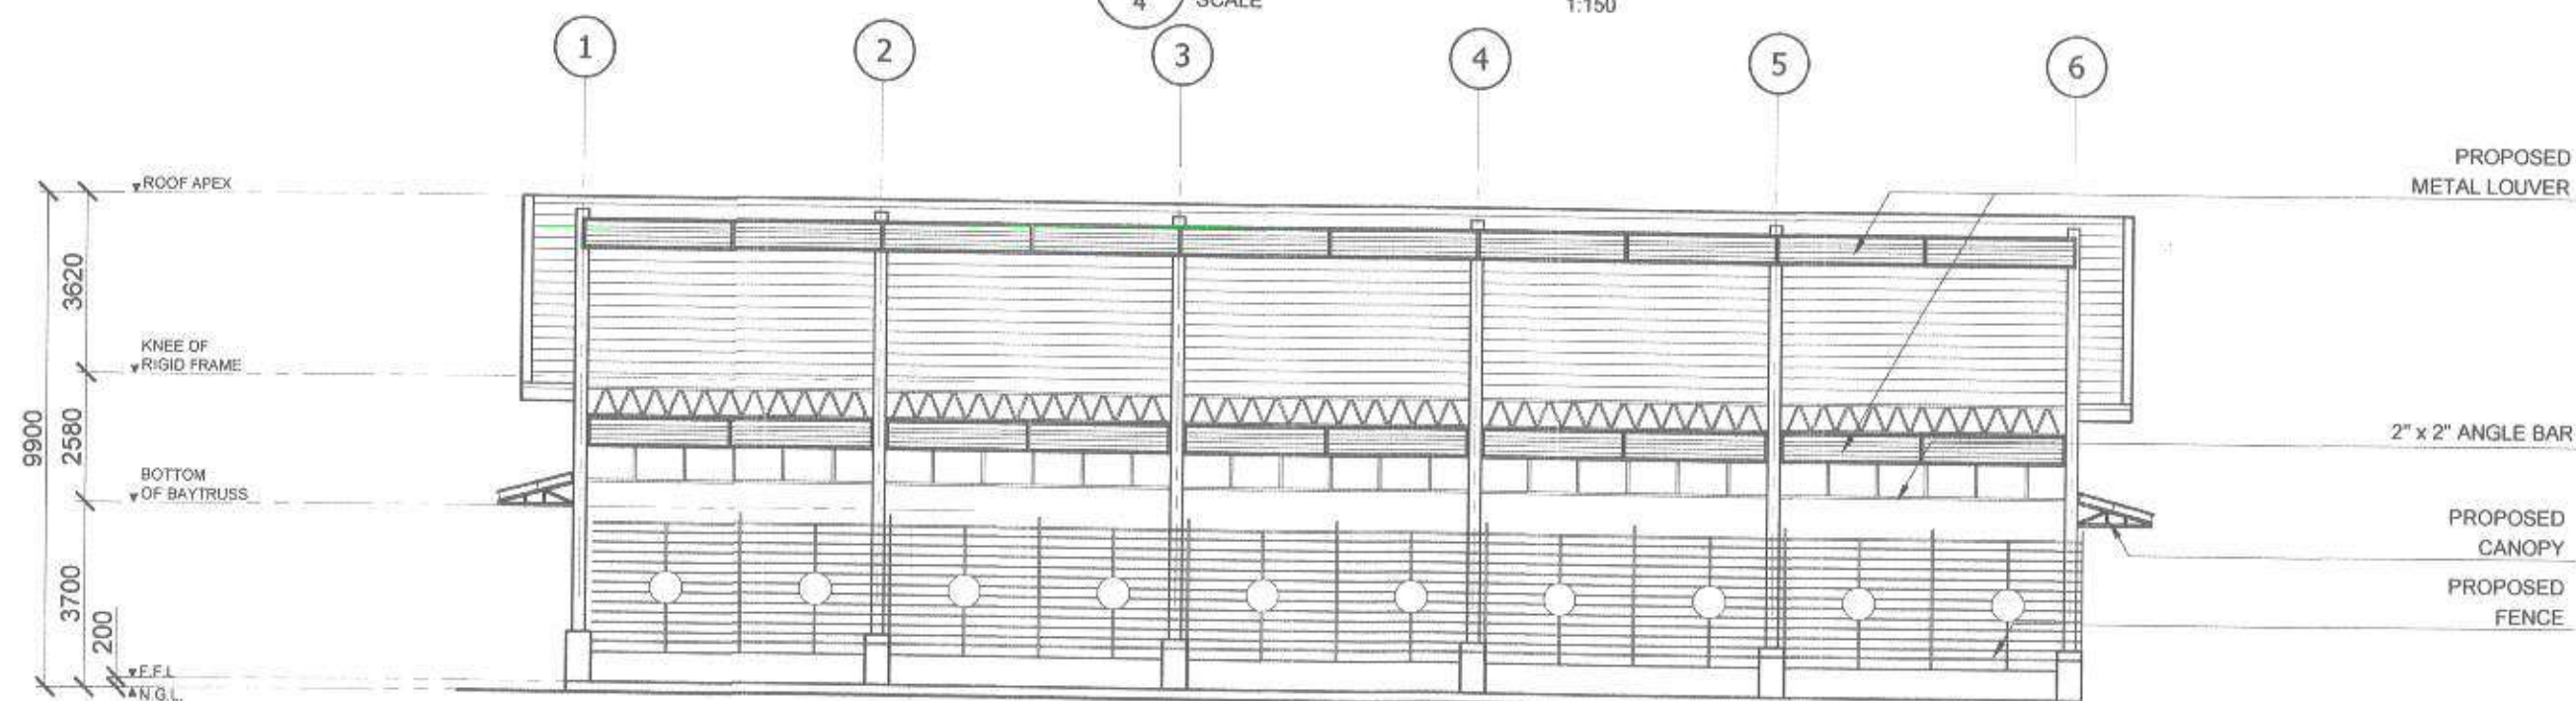 4 SCALE 1:150
1 2 3 4 5 6
ROOF APEX
KNEE OF
RIGID FRAME
BOTTOM
OF BAYTRUSS
F.F.L
N.G.L.
9900
3620
2580
3700
200
PROPOSED
METAL LOUVER
2" x 2" ANGLE BAR
PROPOSED
CANOPY
PROPOSED
FENCE